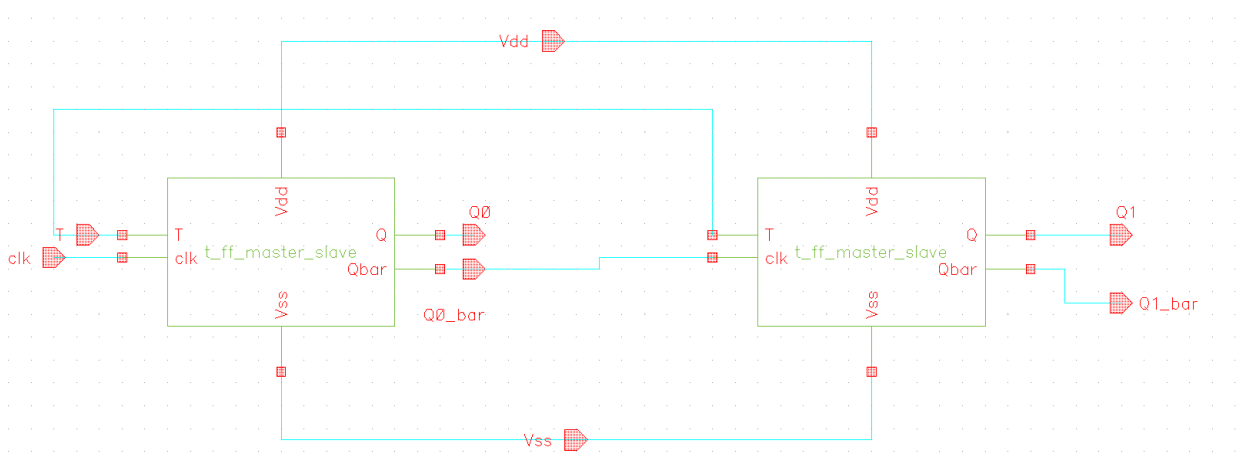 Vdd
Vdd
Vdd
Q0
Q1
T
T
Q
T
Q
clk
clk
t_ff_master_slave
clk
t_ff_master_slave
Qbar
Qbar
Vss
Vss
Q0_bar
Q1_bar
Vss